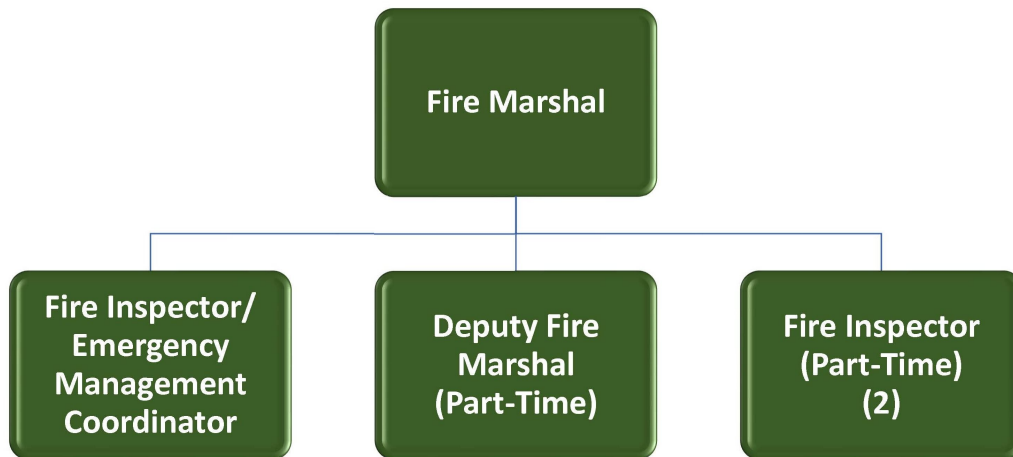 Fire Marshal
Fire Inspector/
Emergency
Management
Coordinator
Deputy Fire
Marshal
(Part-Time)
Fire Inspector
(Part-Time)
(2)